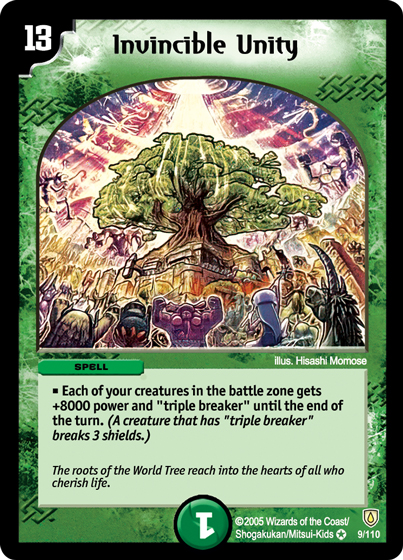 13
Invincible Unity
illus. Hisashi Momose
SPELL
▪ Each of your creatures in the battle zone gets
+8000 power and "triple breaker" until the end of
the turn. (A creature that has "triple breaker"
breaks 3 shields.)
The roots of the World Tree reach into the hearts of all who
cherish life.
1
©2005 Wizards of the Coast/
Shogakukan/Mitsui-Kids ✪ 9/110